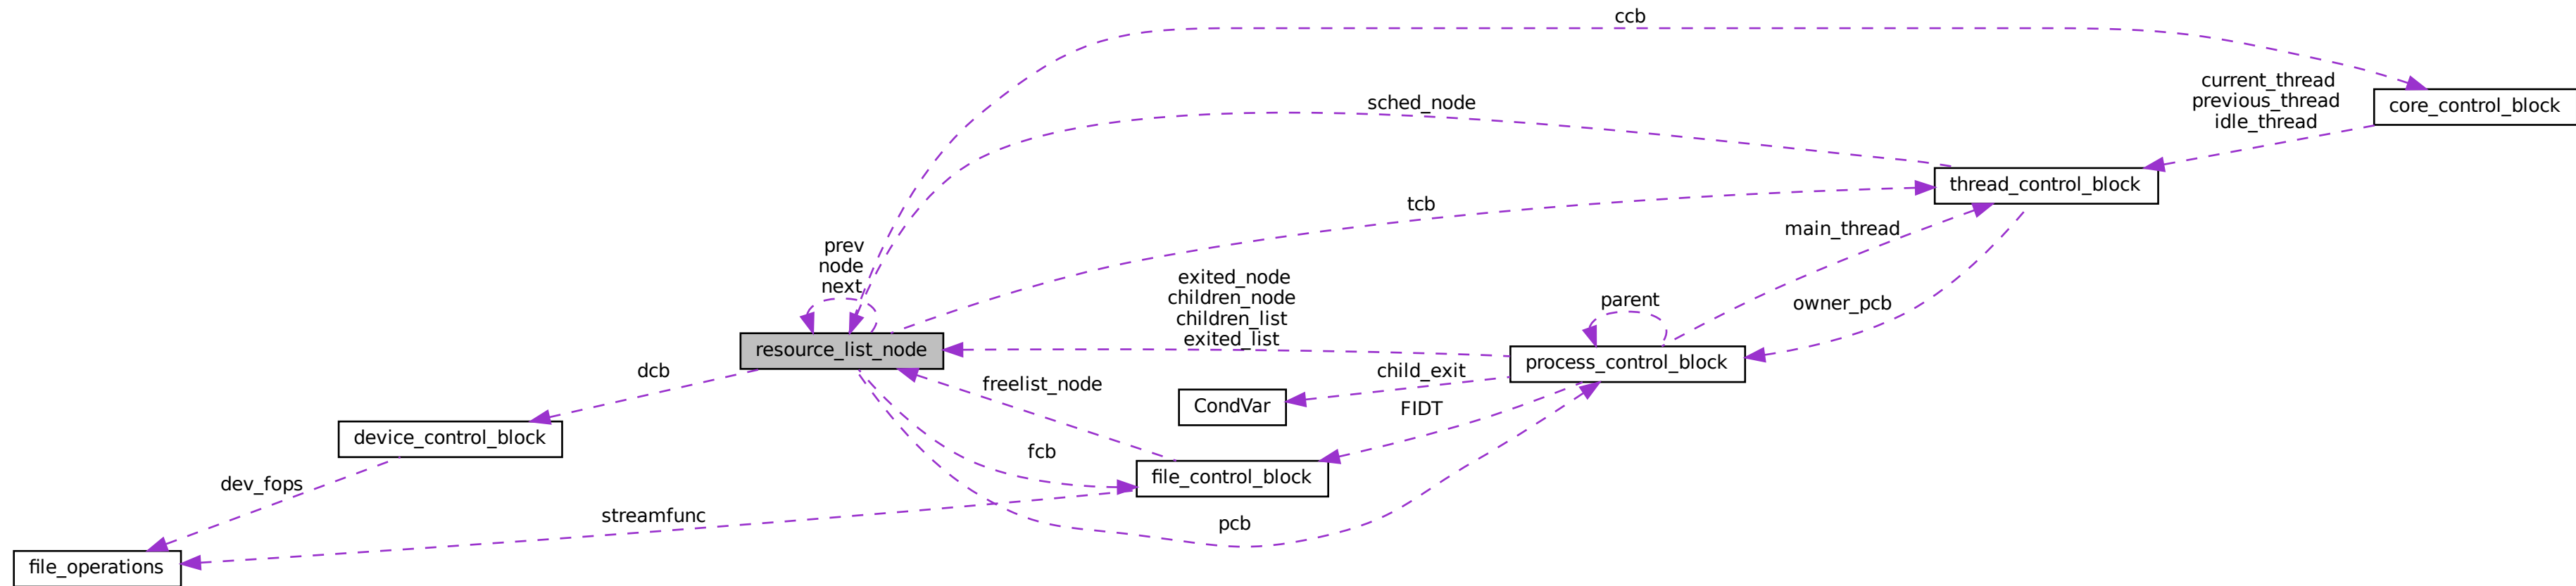 ccb
current_thread
previous_thread
idle_thread
core_control_block
sched_node
thread_control_block
tcb
main_thread
prev
node
next
exited_node
children_node
children_list
exited_list
parent
owner_pcb
resource_list_node
process_control_block
dcb
freelist_node
child_exit
CondVar
FIDT
device_control_block
fcb
file_control_block
dev_fops
streamfunc
pcb
file_operations